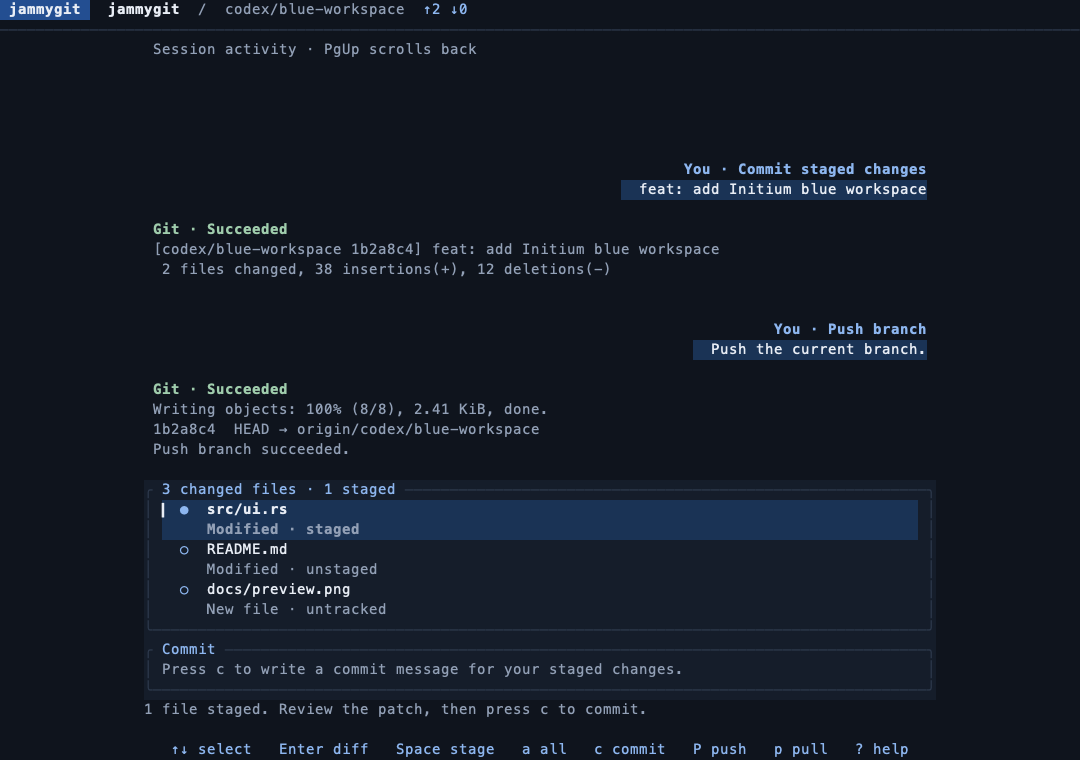 jammygit jammygit / codex/blue-workspace ↑2 ↓0
Session activity · PgUp scrolls back
You · Commit staged changes
feat: add Initium blue workspace
Git · Succeeded
[codex/blue-workspace 1b2a8c4] feat: add Initium blue workspace
2 files changed, 38 insertions(+), 12 deletions(-)
You · Push branch
Push the current branch.
Git · Succeeded
Writing objects: 100% (8/8), 2.41 KiB, done.
1b2a8c4  HEAD → origin/codex/blue-workspace
Push branch succeeded.
3 changed files · 1 staged
● src/ui.rs
Modified · staged
○ README.md
Modified · unstaged
○ docs/preview.png
New file · untracked
Commit
Press c to write a commit message for your staged changes.
1 file staged. Review the patch, then press c to commit.
↑↓ select   Enter diff   Space stage   a all   c commit   P push   p pull   ? help